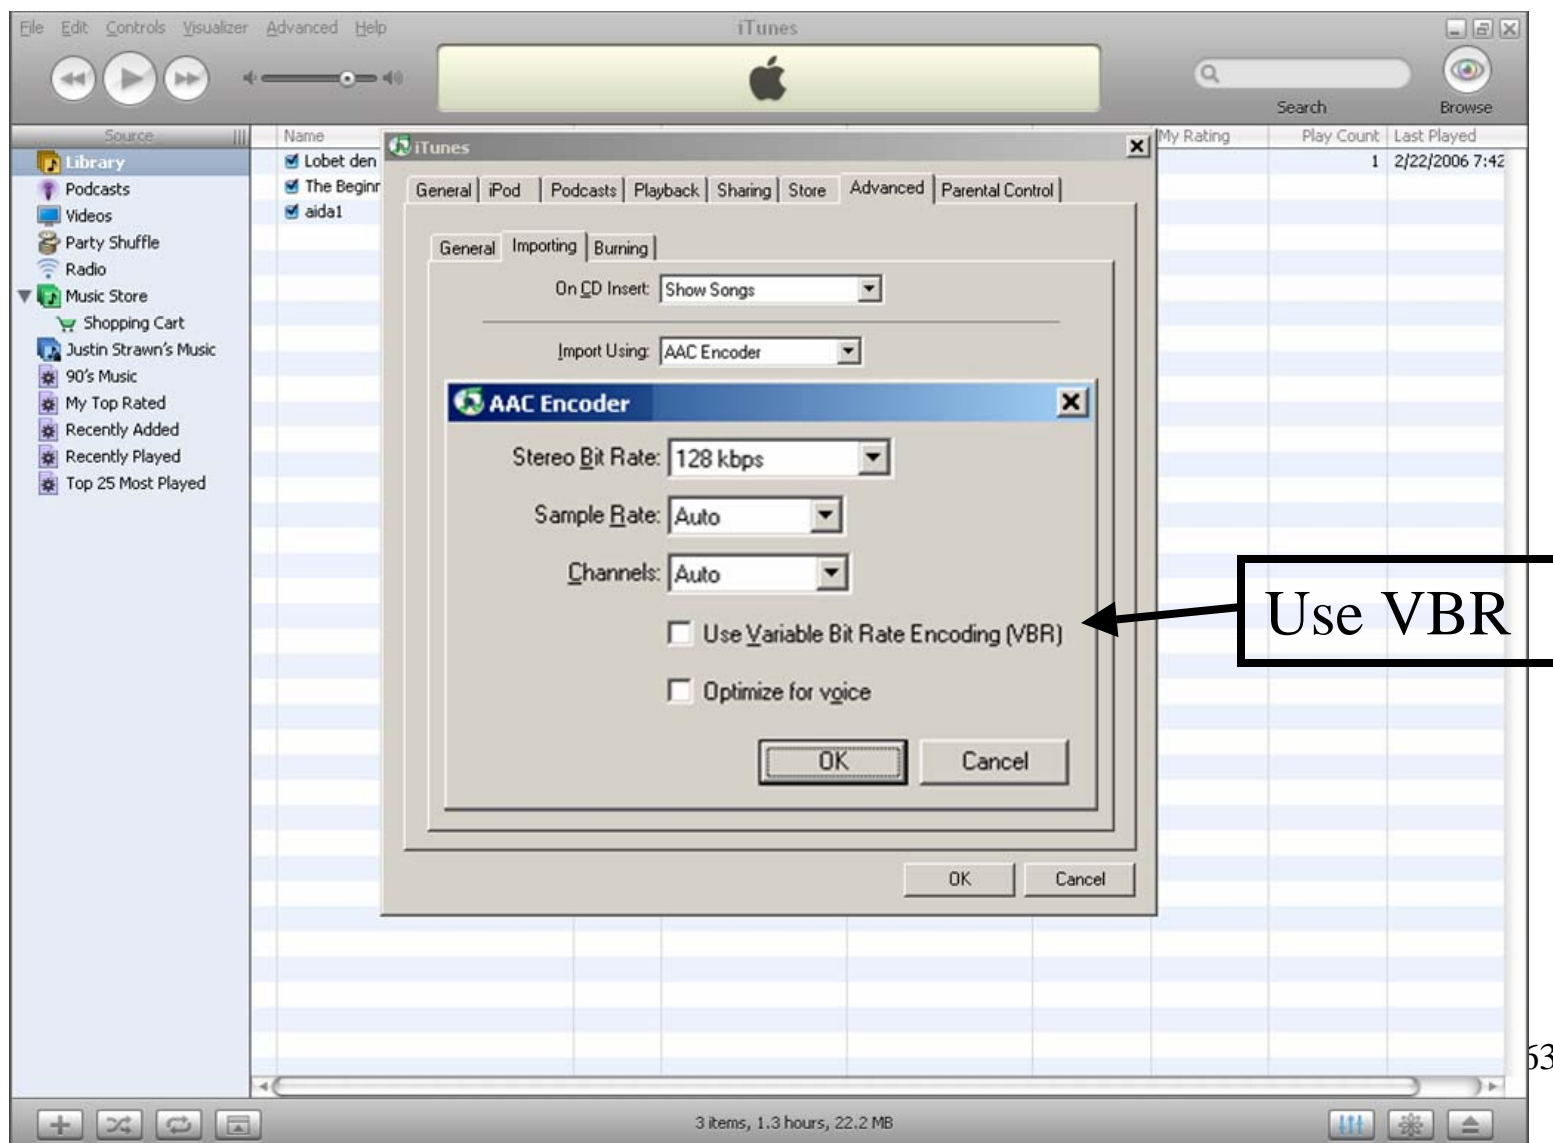 File Edit Controls Visualizer Advanced Help
iTunes
Search
Browse
Source
Name
My Rating
Play Count
Last Played
Library
Podcasts
Videos
Party Shuffle
Radio
Music Store
Shopping Cart
Justin Strawn's Music
90's Music
My Top Rated
Recently Added
Recently Played
Top 25 Most Played
Lobet den
1 2/22/2006 7:42
The Beginn
aida1
iTunes
General iPod Podcasts Playback Sharing Store Advanced Parental Control
General Importing Burning
On CD Insert: Show Songs
Import Using: AAC Encoder
AAC Encoder
Stereo Bit Rate: 128 kbps
Sample Rate: Auto
Channels: Auto
Use Variable Bit Rate Encoding (VBR)
Optimize for voice
OK Cancel
OK Cancel
Use VBR
63
3 items, 1.3 hours, 22.2 MB